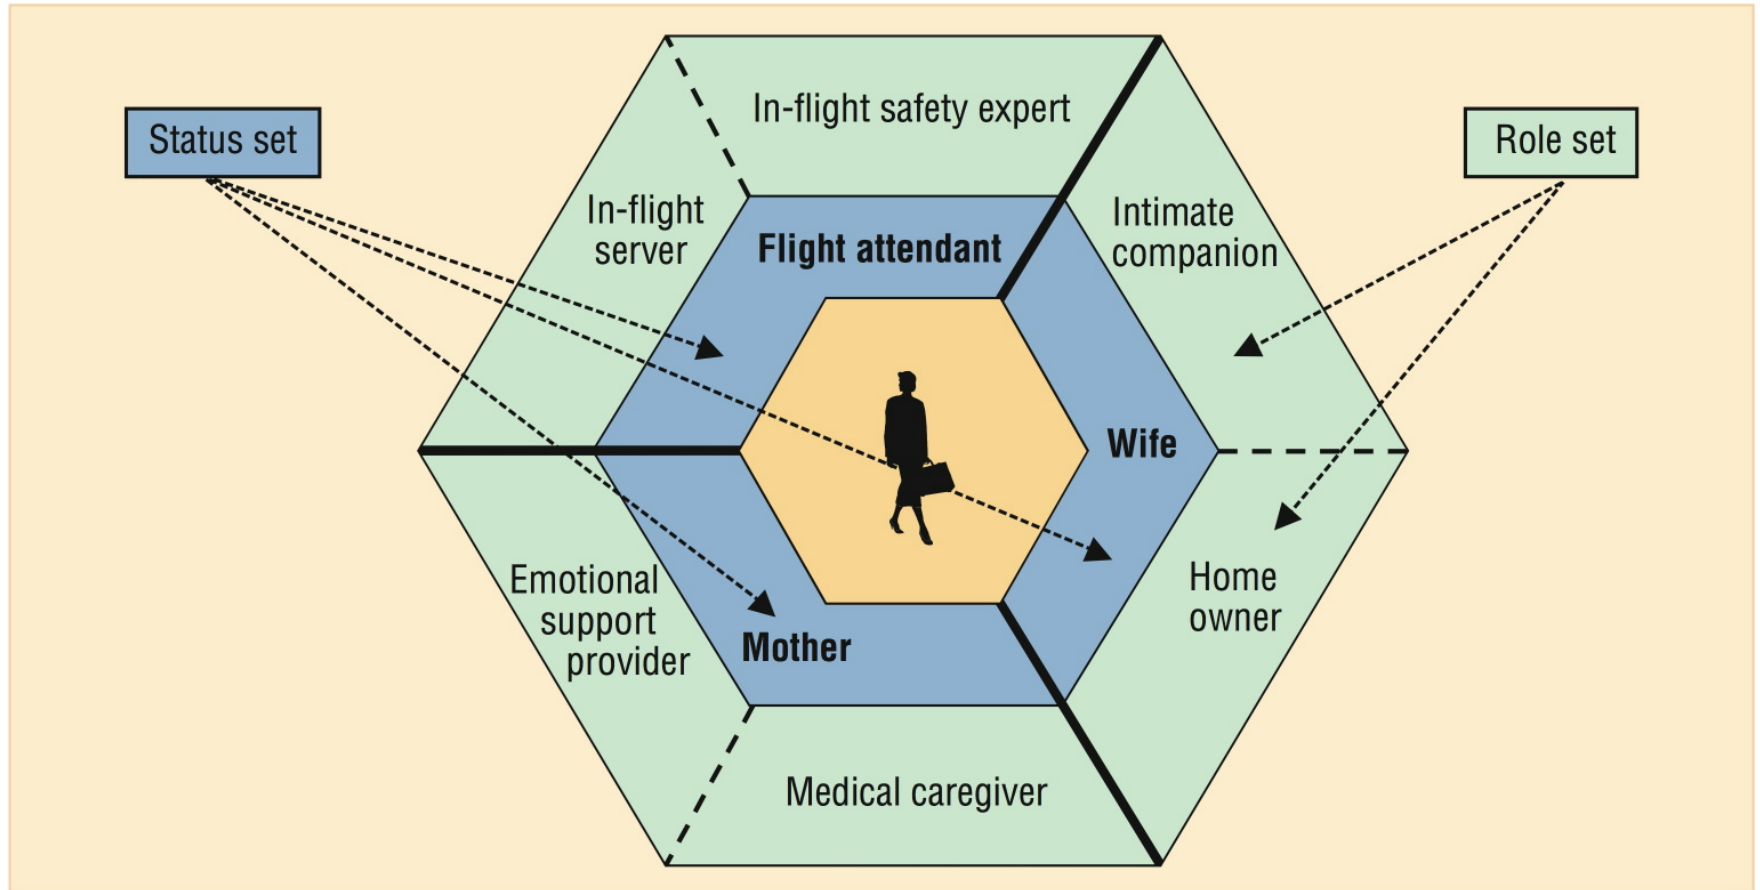 Status set
Role set
In-flight safety expert
In-flight
server
Flight attendant
Intimate
companion
Wife
Emotional
support
provider
Mother
Home
owner
Medical caregiver